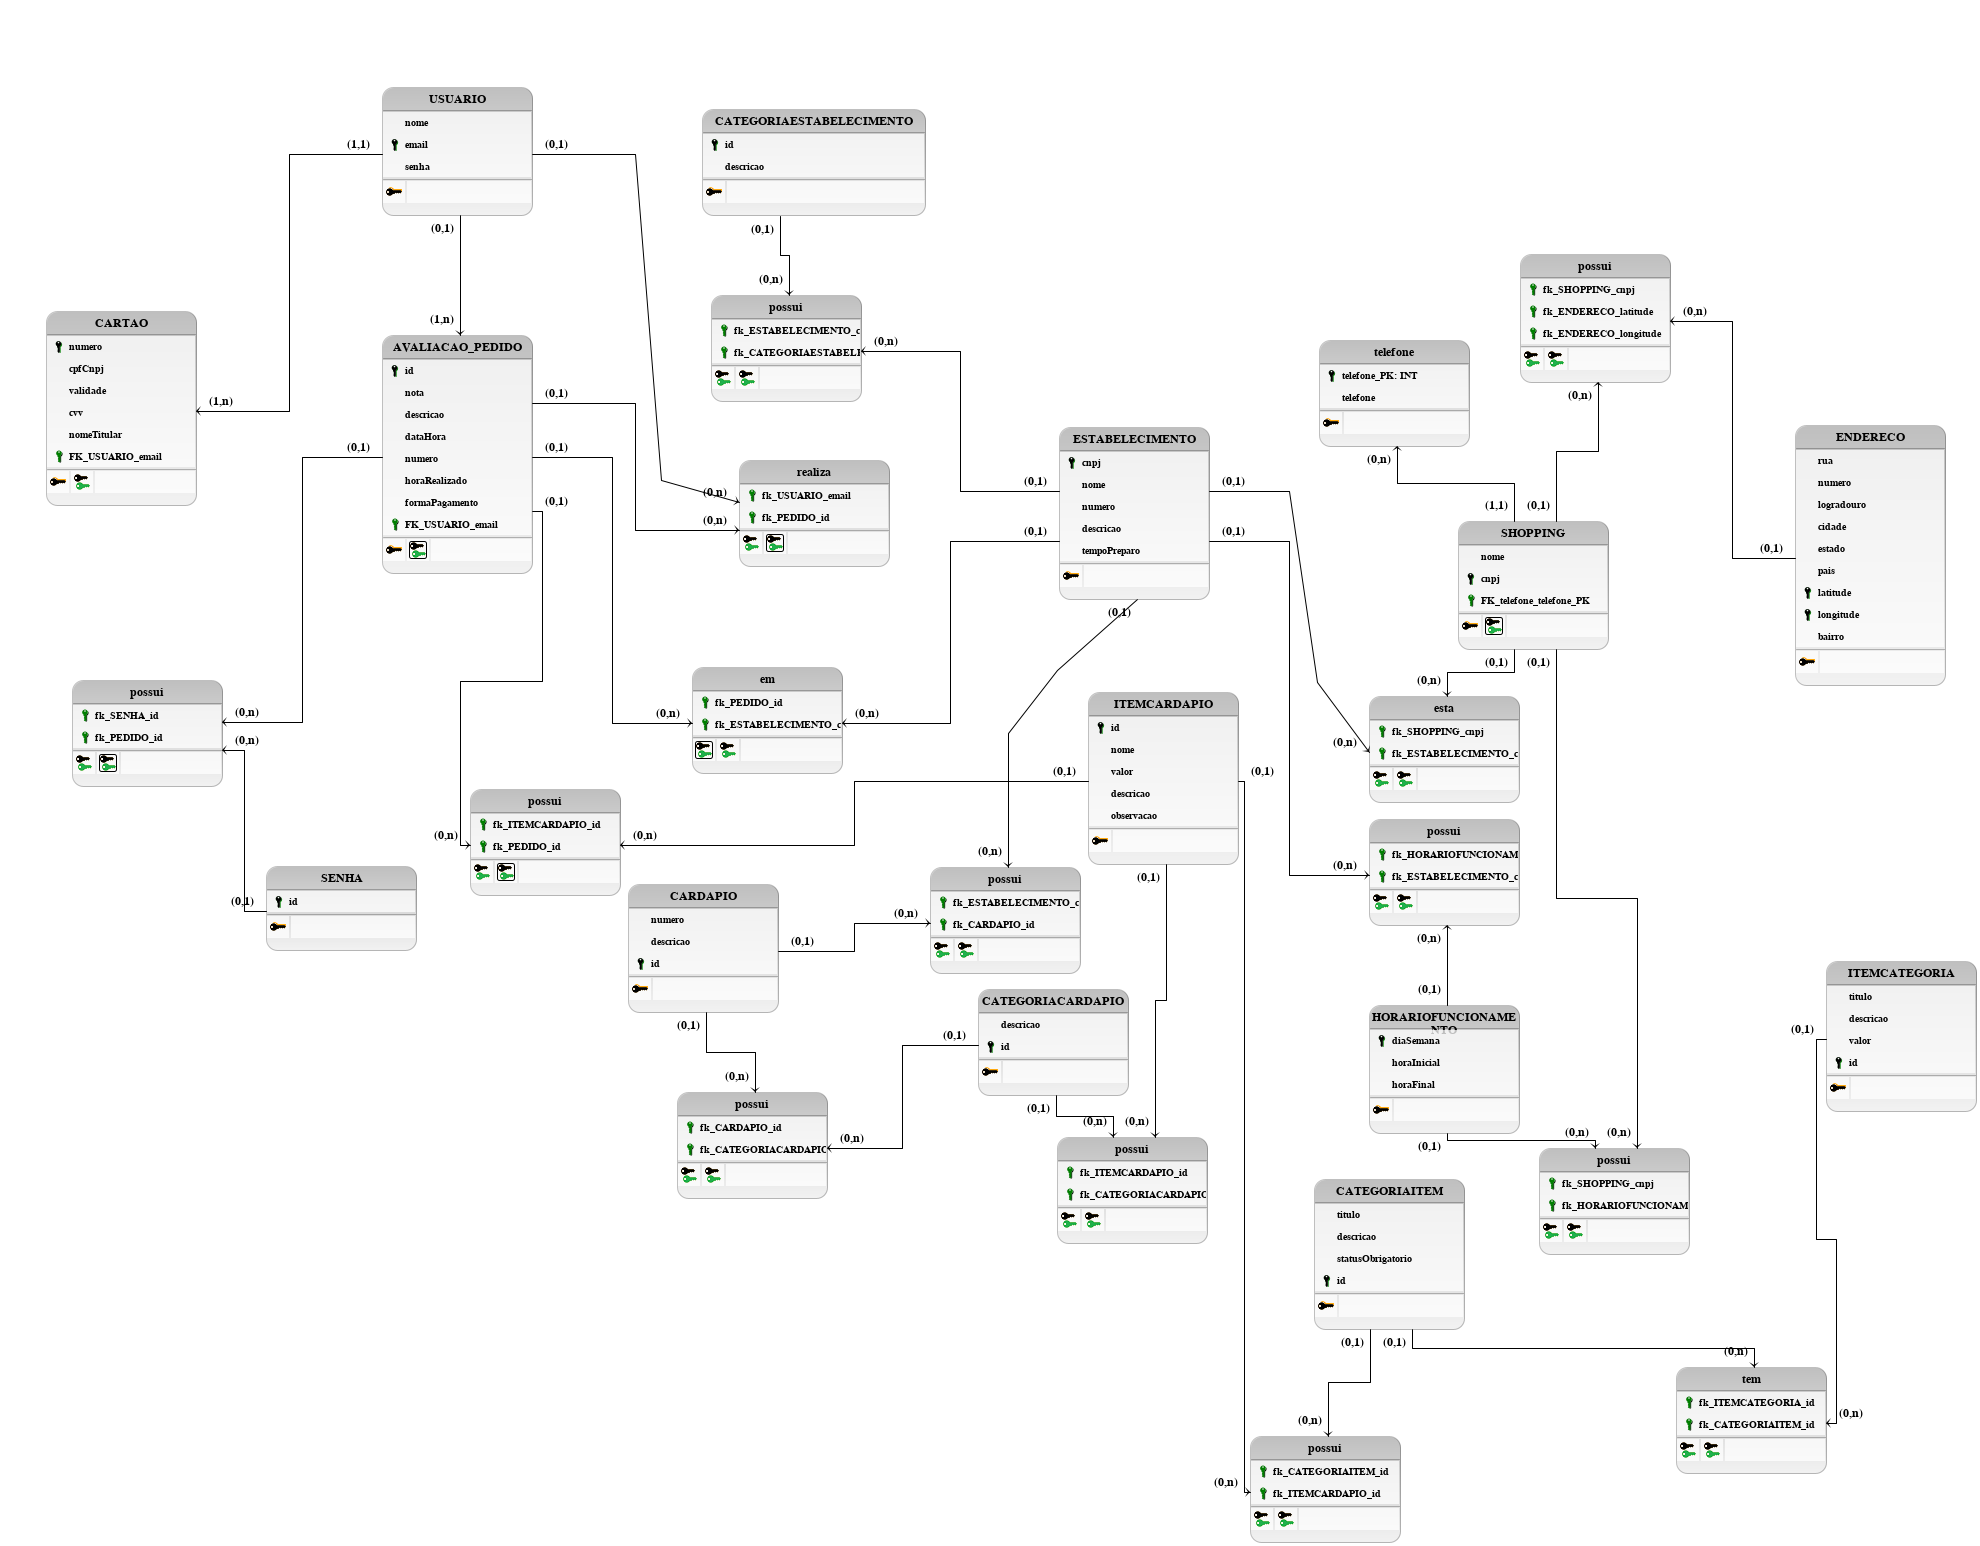 USUARIO
nome
email
senha
(1,1)
(0,1)
(0,1)
CATEGORIAESTABELECIMENTO
id
descricao
(0,1)
(0,n)
possui
fk_ESTABELECIMENTO_c
fk_CATEGORIAESTABELI
(0,n)
(1,n)
CARTAO
numero
cpfCnpj
validade
cvv
nomeTitular
FK_USUARIO_email
(1,n)
AVALIACAO_PEDIDO
id
nota
descricao
dataHora
numero
horaRealizado
formaPagamento
FK_USUARIO_email
(0,1)
(0,1)
(0,1)
(0,1)
realiza
fk_USUARIO_email
fk_PEDIDO_id
(0,n)
(0,n)
ESTABELECIMENTO
cnpj
nome
numero
descricao
tempoPreparo
(0,1)
(0,1)
(0,1)
(0,1)
(0,1)
telefone
telefone_PK: INT
telefone
(0,n)
possui
fk_SHOPPING_cnpj
fk_ENDERECO_latitude
fk_ENDERECO_longitude
(0,n)
(0,n)
(1,1)
(0,1)
SHOPPING
nome
cnpj
FK_telefone_telefone_PK
(0,1)
(0,1)
ENDERECO
rua
numero
logradouro
cidade
estado
pais
latitude
longitude
bairro
(0,1)
possui
fk_SENHA_id
fk_PEDIDO_id
(0,n)
(0,n)
em
fk_PEDIDO_id
fk_ESTABELECIMENTO_c
(0,n)
(0,n)
ITEMCARDAPIO
id
nome
valor
descricao
observacao
(0,1)
(0,1)
(0,1)
(0,n)
esta
fk_SHOPPING_cnpj
fk_ESTABELECIMENTO_c
(0,n)
possui
fk_ITEMCARDAPIO_id
fk_PEDIDO_id
(0,n)
(0,n)
possui
fk_HORARIOFUNCIONAM
fk_ESTABELECIMENTO_c
(0,n)
(0,n)
SENHA
id
(0,1)
CARDAPIO
numero
descricao
id
(0,1)
(0,1)
possui
fk_ESTABELECIMENTO_c
fk_CARDAPIO_id
(0,n)
(0,n)
CATEGORIACARDAPIO
descricao
id
(0,1)
(0,1)
(0,1)
HORARIOFUNCIONAME
NTO
diaSemana
horaInicial
horaFinal
(0,1)
ITEMCATEGORIA
titulo
descricao
valor
id
(0,1)
(0,n)
possui
fk_CARDAPIO_id
fk_CATEGORIACARDAPIO
(0,n)
(0,n)
(0,n)
possui
fk_ITEMCARDAPIO_id
fk_CATEGORIACARDAPIO
(0,n)
(0,n)
possui
fk_SHOPPING_cnpj
fk_HORARIOFUNCIONAM
CATEGORIAITEM
titulo
descricao
statusObrigatorio
id
(0,1)
(0,1)
(0,n)
tem
fk_ITEMCATEGORIA_id
fk_CATEGORIAITEM_id
(0,n)
(0,n)
possui
fk_CATEGORIAITEM_id
fk_ITEMCARDAPIO_id
(0,n)